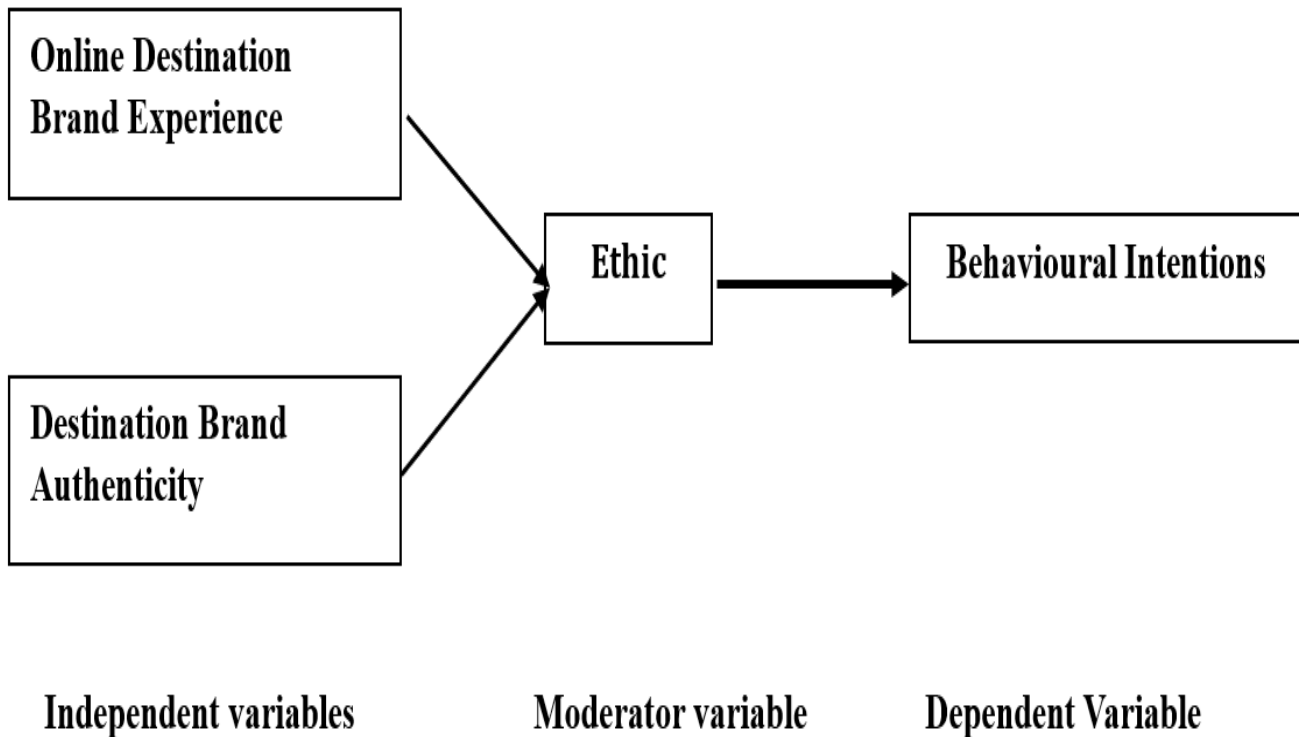 Online Destination
Brand Experience
Ethic
Behavioural Intentions
Destination Brand
Authenticity
Independent variables
Moderator variable
Dependent Variable